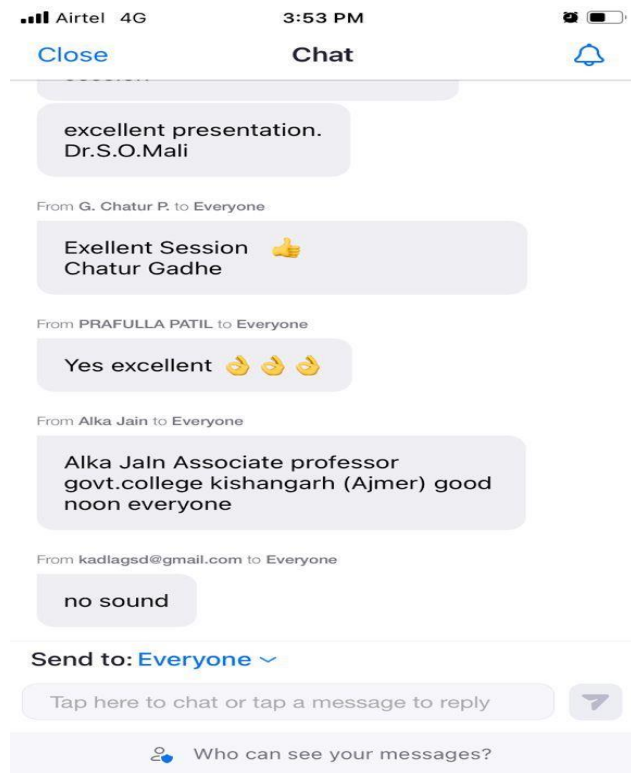 Airtel 4G 3:53 PM
Close Chat
excellent presentation.
Dr.S.O.Mali
From G. Chatur P. to Everyone
Exellent Session 👍
Chatur Gadhe
From PRAFULLA PATIL to Everyone
Yes excellent 👌👌👌
From Alka Jain to Everyone
Alka JaIn Associate professor
govt.college kishangarh (Ajmer) good
noon everyone
From kadlagsd@gmail.com to Everyone
no sound
Send to: Everyone
Tap here to chat or tap a message to reply
Who can see your messages?